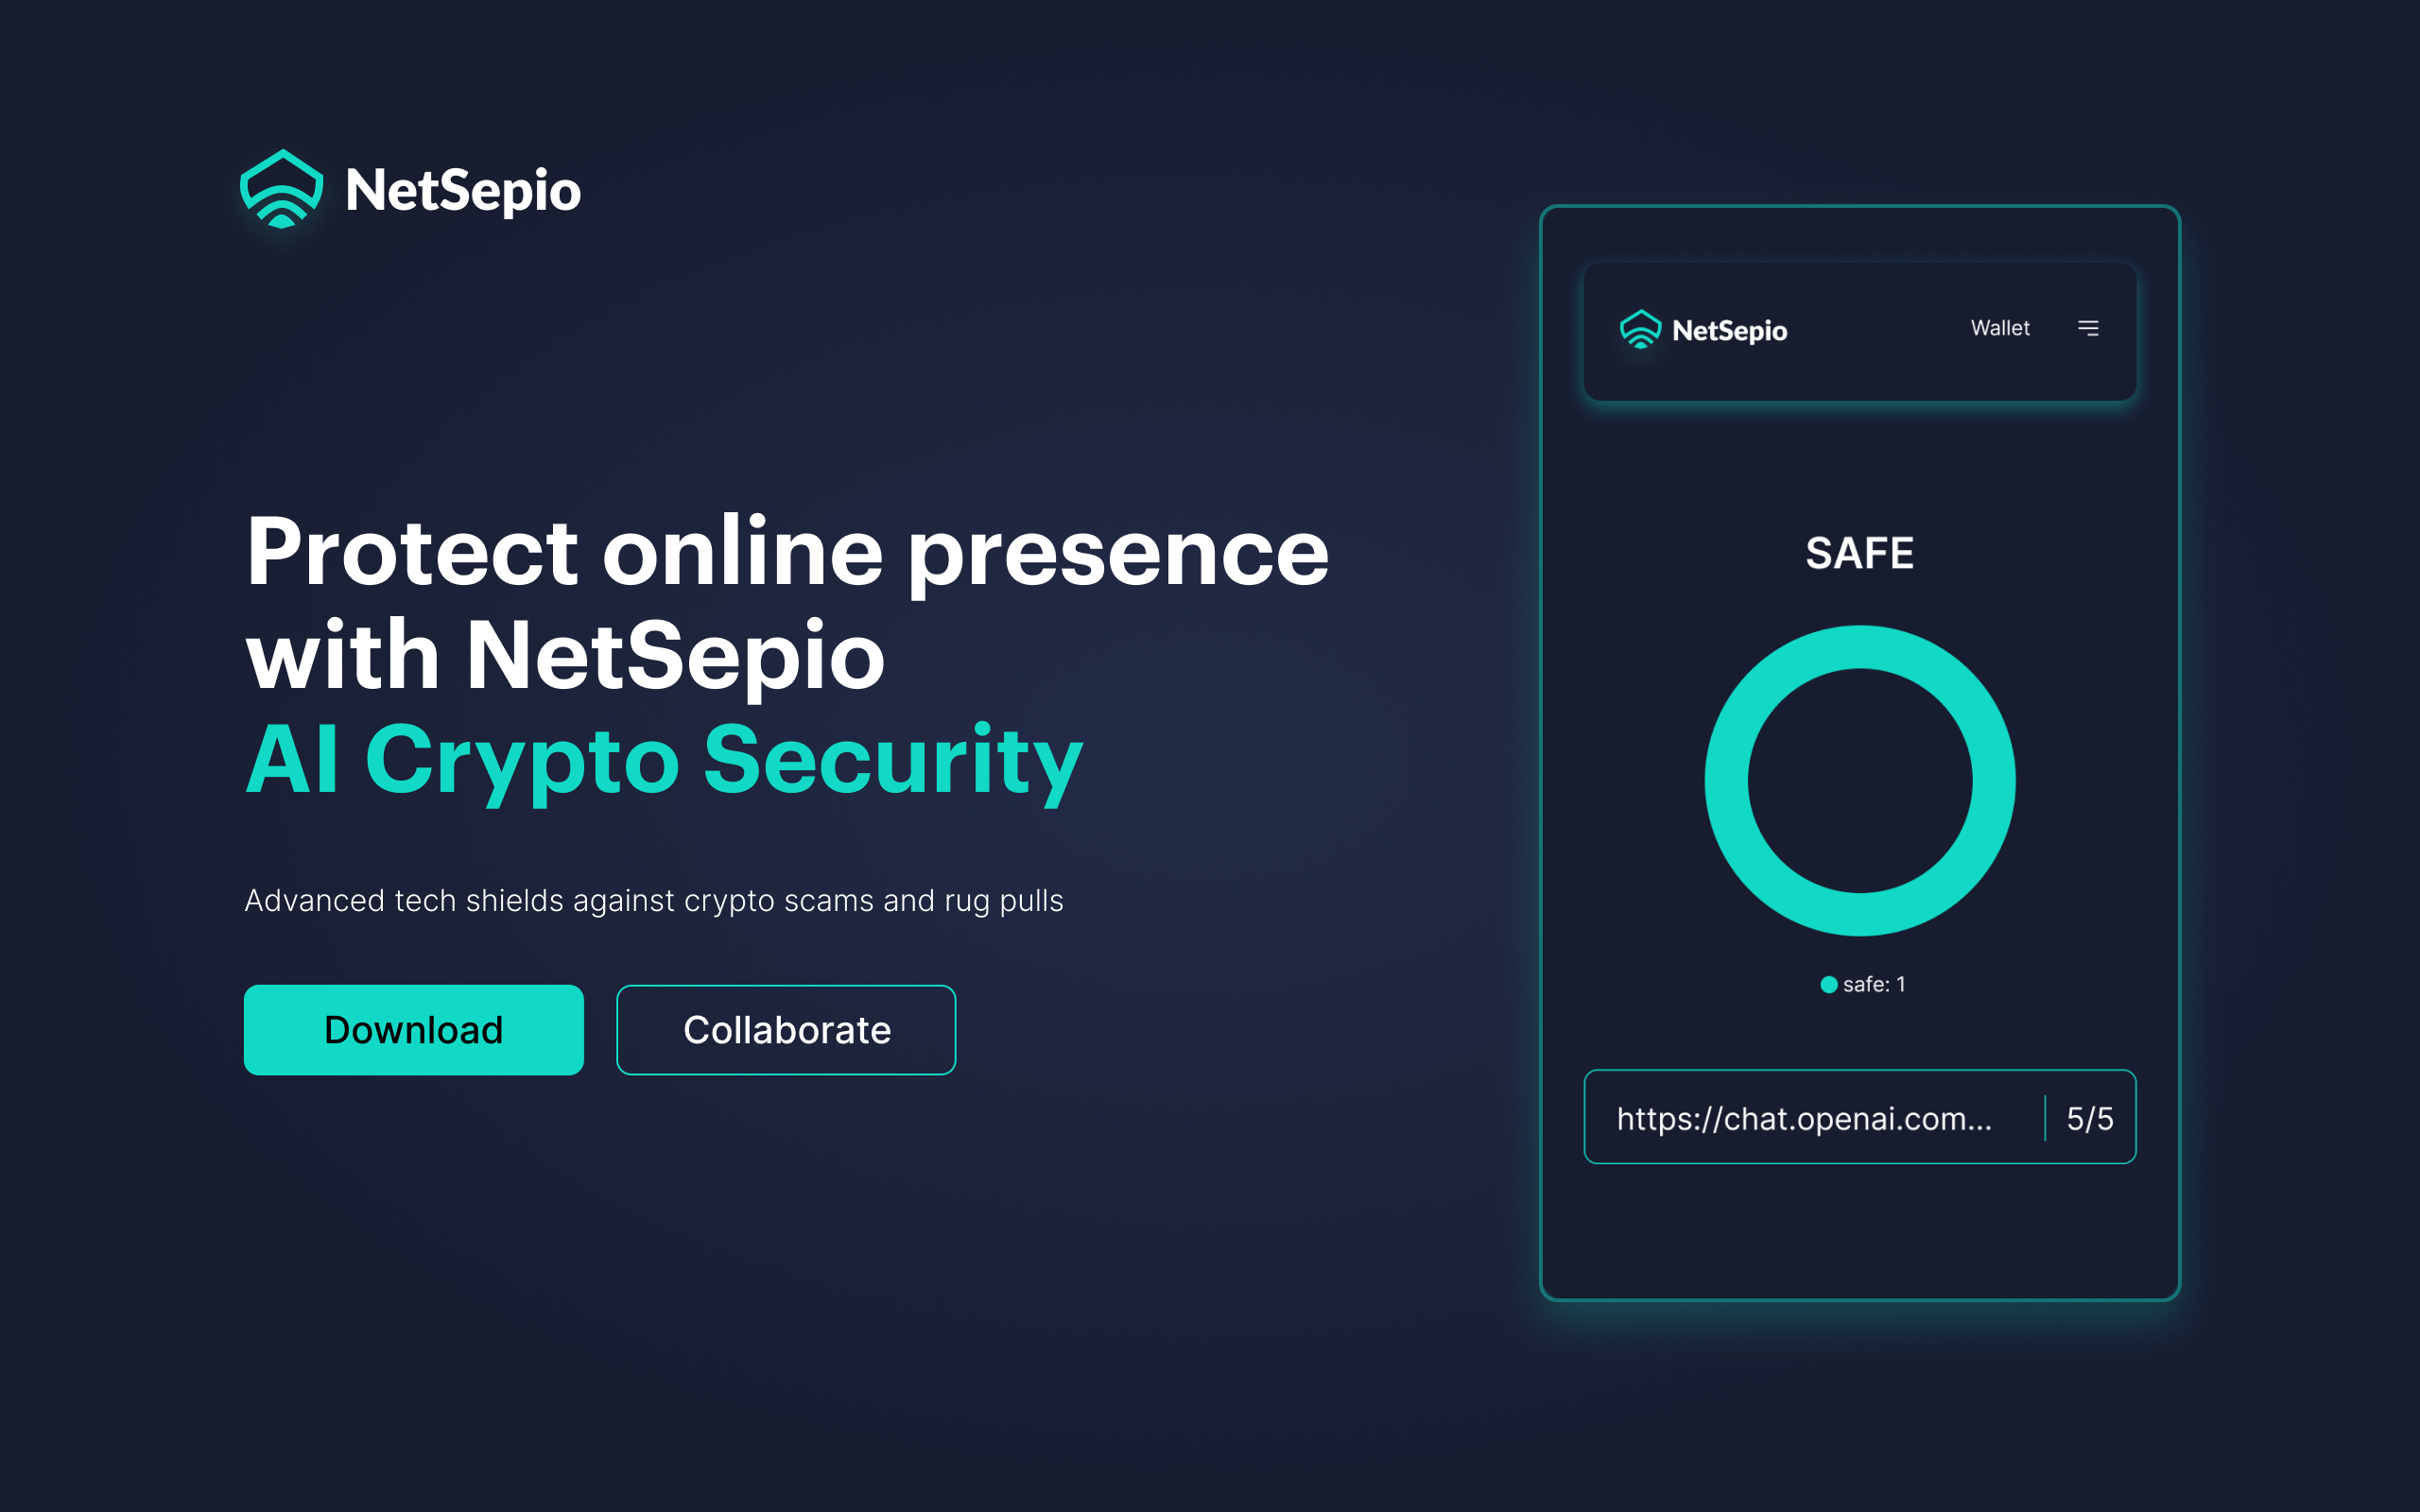 NetSepio
Protect online presence
with NetSepio
AI Crypto Security
Advanced tech shields against crypto scams and rug pulls
Download
Collaborate
NetSepio
Wallet
SAFE
safe: 1
https://chat.openai.com...
5/5